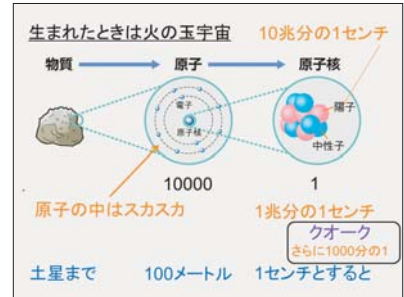 生まれたときは火の玉宇宙
10兆分の1センチ
物質 原子 原子核
電子
原子核
陽子
中性子
10000 1
原子の中はスカスカ
1兆分の1センチ
クオーク
さらに1000分の1
土星まで 100メートル 1センチとすると